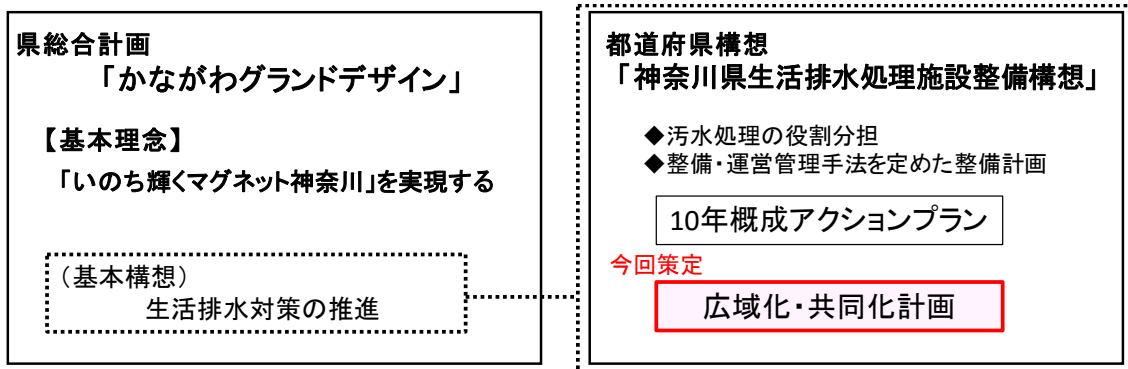 県総合計画
「かながわグランドデザイン」
【基本理念】
「いのち輝くマグネット神奈川」を実現する
（基本構想）
生活排水対策の推進
都道府県構想
「神奈川県生活排水処理施設整備構想」
◆汚水処理の役割分担
◆整備・運営管理手法を定めた整備計画
10年概成アクションプラン
今回策定
広域化・共同化計画